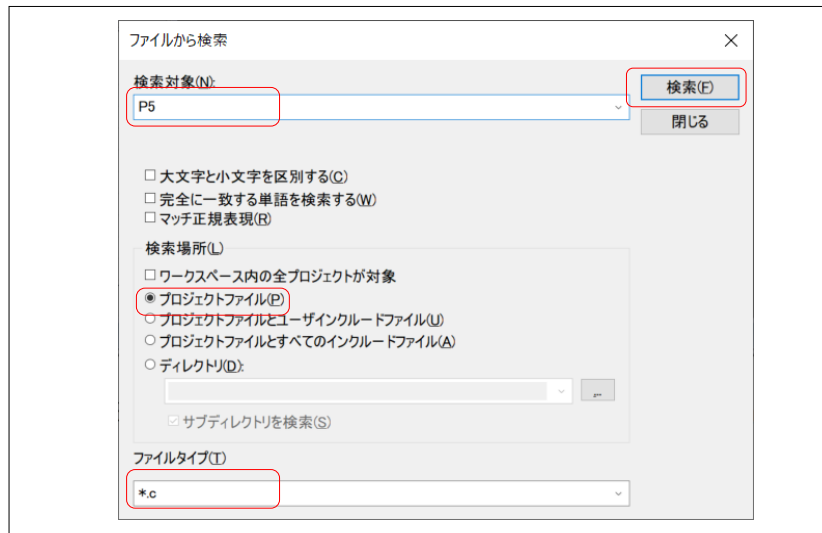 ファイルから検索
検索対象(N):
P5
検索(F)
閉じる
大文字と小文字を区別する(C)
完全に一致する単語を検索する(W)
マッチ正規表現(R)
検索場所(L)
ワークスペース内の全プロジェクトが対象
プロジェクトファイル(P)
プロジェクトファイルとユーザインクルードファイル(U)
プロジェクトファイルとすべてのインクルードファイル(A)
ディレクトリ(D):
...
サブディレクトリを検索(S)
ファイルタイプ(T)
*.c